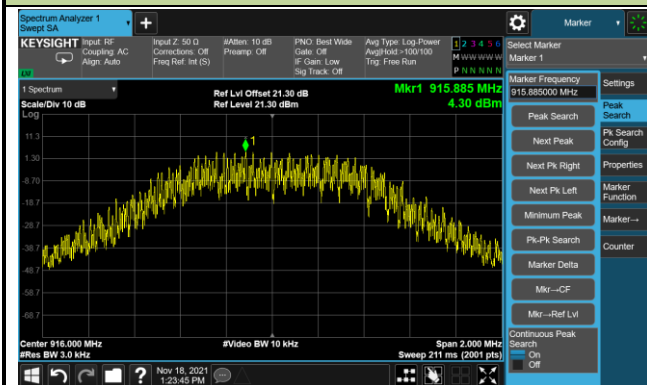 Spectrum Analyzer 1
Swept SA
Marker
KEYSIGHT
Input: RF
Coupling: AC
Align: Auto
Input Z: 50 Ω
Corrections: Off
Freq Ref: Int (S)
#Atten: 10 dB
Preamp: Off
PNO: Best Wide
Gate: Off
IF Gain: Low
Sig Track: Off
Avg Type: Log-Power
Avg|Hold:>100/100
Trig: Free Run
1 2 3 4 5 6
M W W W W W
P N N N N N
Select Marker
Marker 1
1 Spectrum
Scale/Div 10 dB
Log
Ref Lvl Offset 21.30 dB
Ref Level 21.30 dBm
Mkr1 915.885 MHz
4.30 dBm
11.3
1.30
-8.70
-18.7
-28.7
-38.7
-48.7
-58.7
-68.7
1
Center 916.000 MHz
#Res BW 3.0 kHz
#Video BW 10 kHz
Span 2.000 MHz
Sweep 211 ms (2001 pts)
Marker Frequency
915.885000 MHz
Peak Search
Next Peak
Next Pk Right
Next Pk Left
Minimum Peak
Pk-Pk Search
Marker Delta
Mkr→CF
Mkr→Ref Lvl
Continuous Peak
Search
On
Off
Settings
Peak
Search
Pk Search
Config
Properties
Marker
Function
Marker→
Counter
Nov 18, 2021
1:23:45 PM